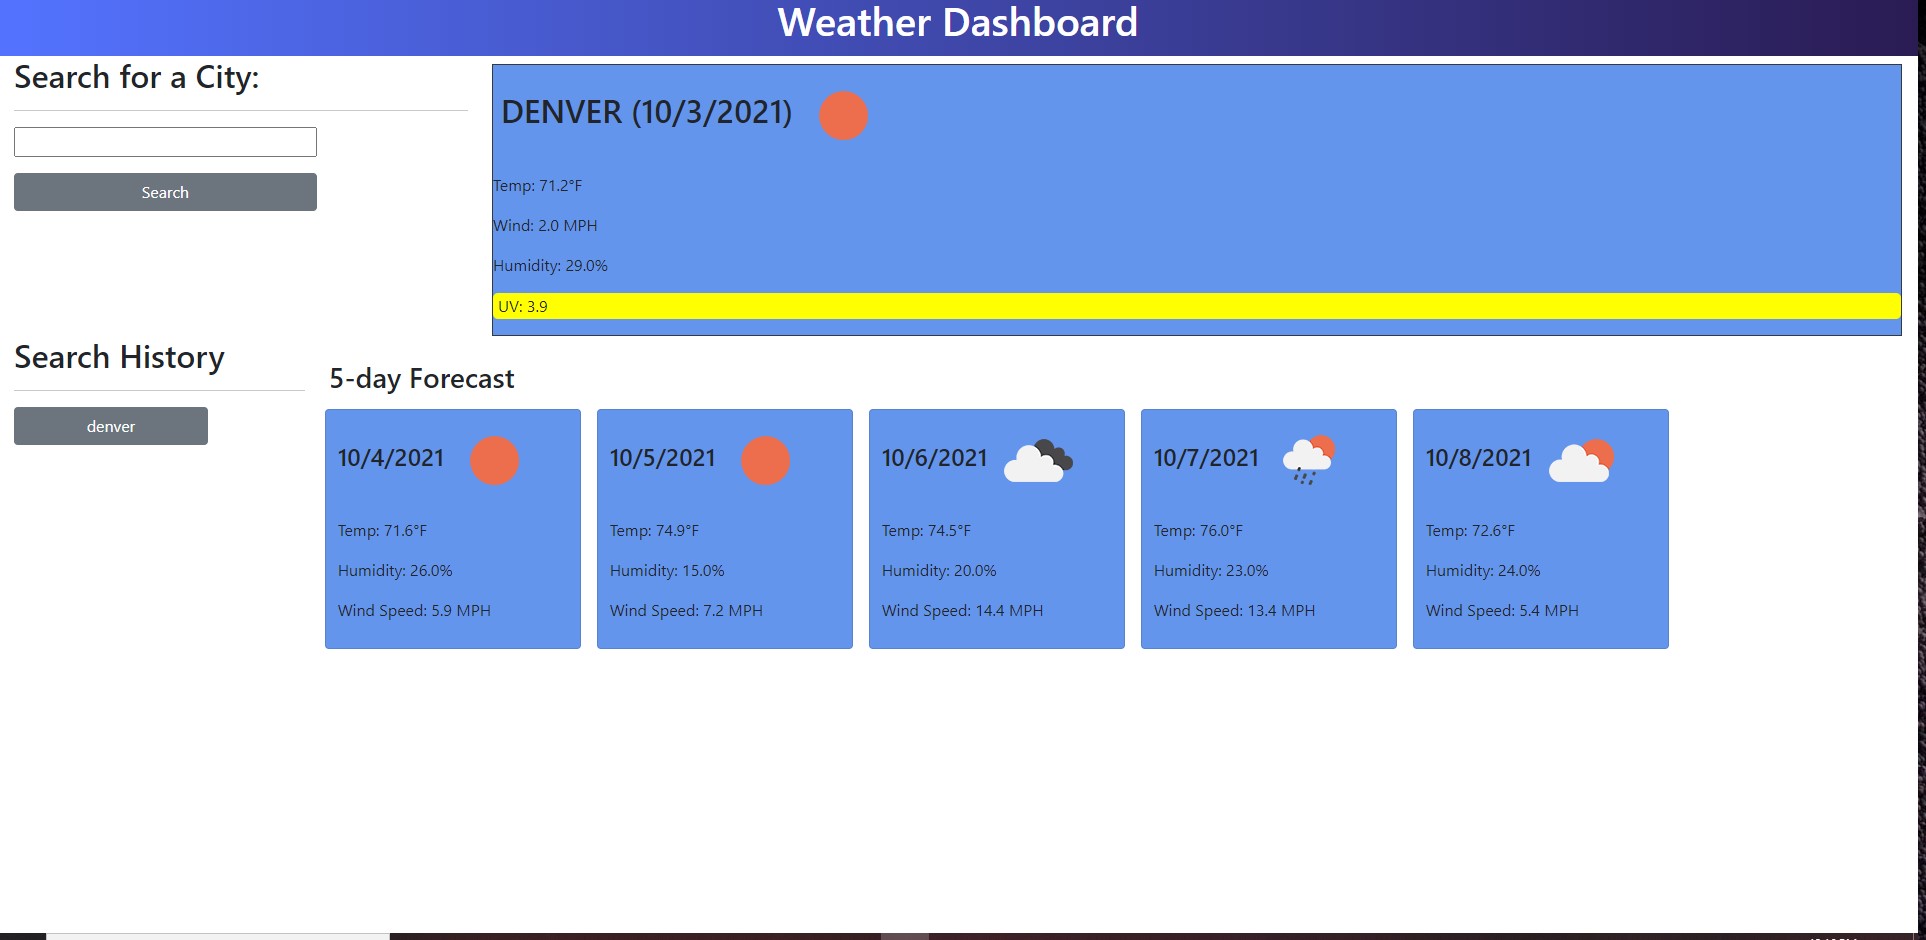 Weather Dashboard
Search for a City:
Search
DENVER (10/3/2021)
Temp: 71.2°F
Wind: 2.0 MPH
Humidity: 29.0%
UV: 3.9
Search History
denver
5-day Forecast
10/4/2021
Temp: 71.6°F
Humidity: 26.0%
Wind Speed: 5.9 MPH
10/5/2021
Temp: 74.9°F
Humidity: 15.0%
Wind Speed: 7.2 MPH
10/6/2021
Temp: 74.5°F
Humidity: 20.0%
Wind Speed: 14.4 MPH
10/7/2021
Temp: 76.0°F
Humidity: 23.0%
Wind Speed: 13.4 MPH
10/8/2021
Temp: 72.6°F
Humidity: 24.0%
Wind Speed: 5.4 MPH